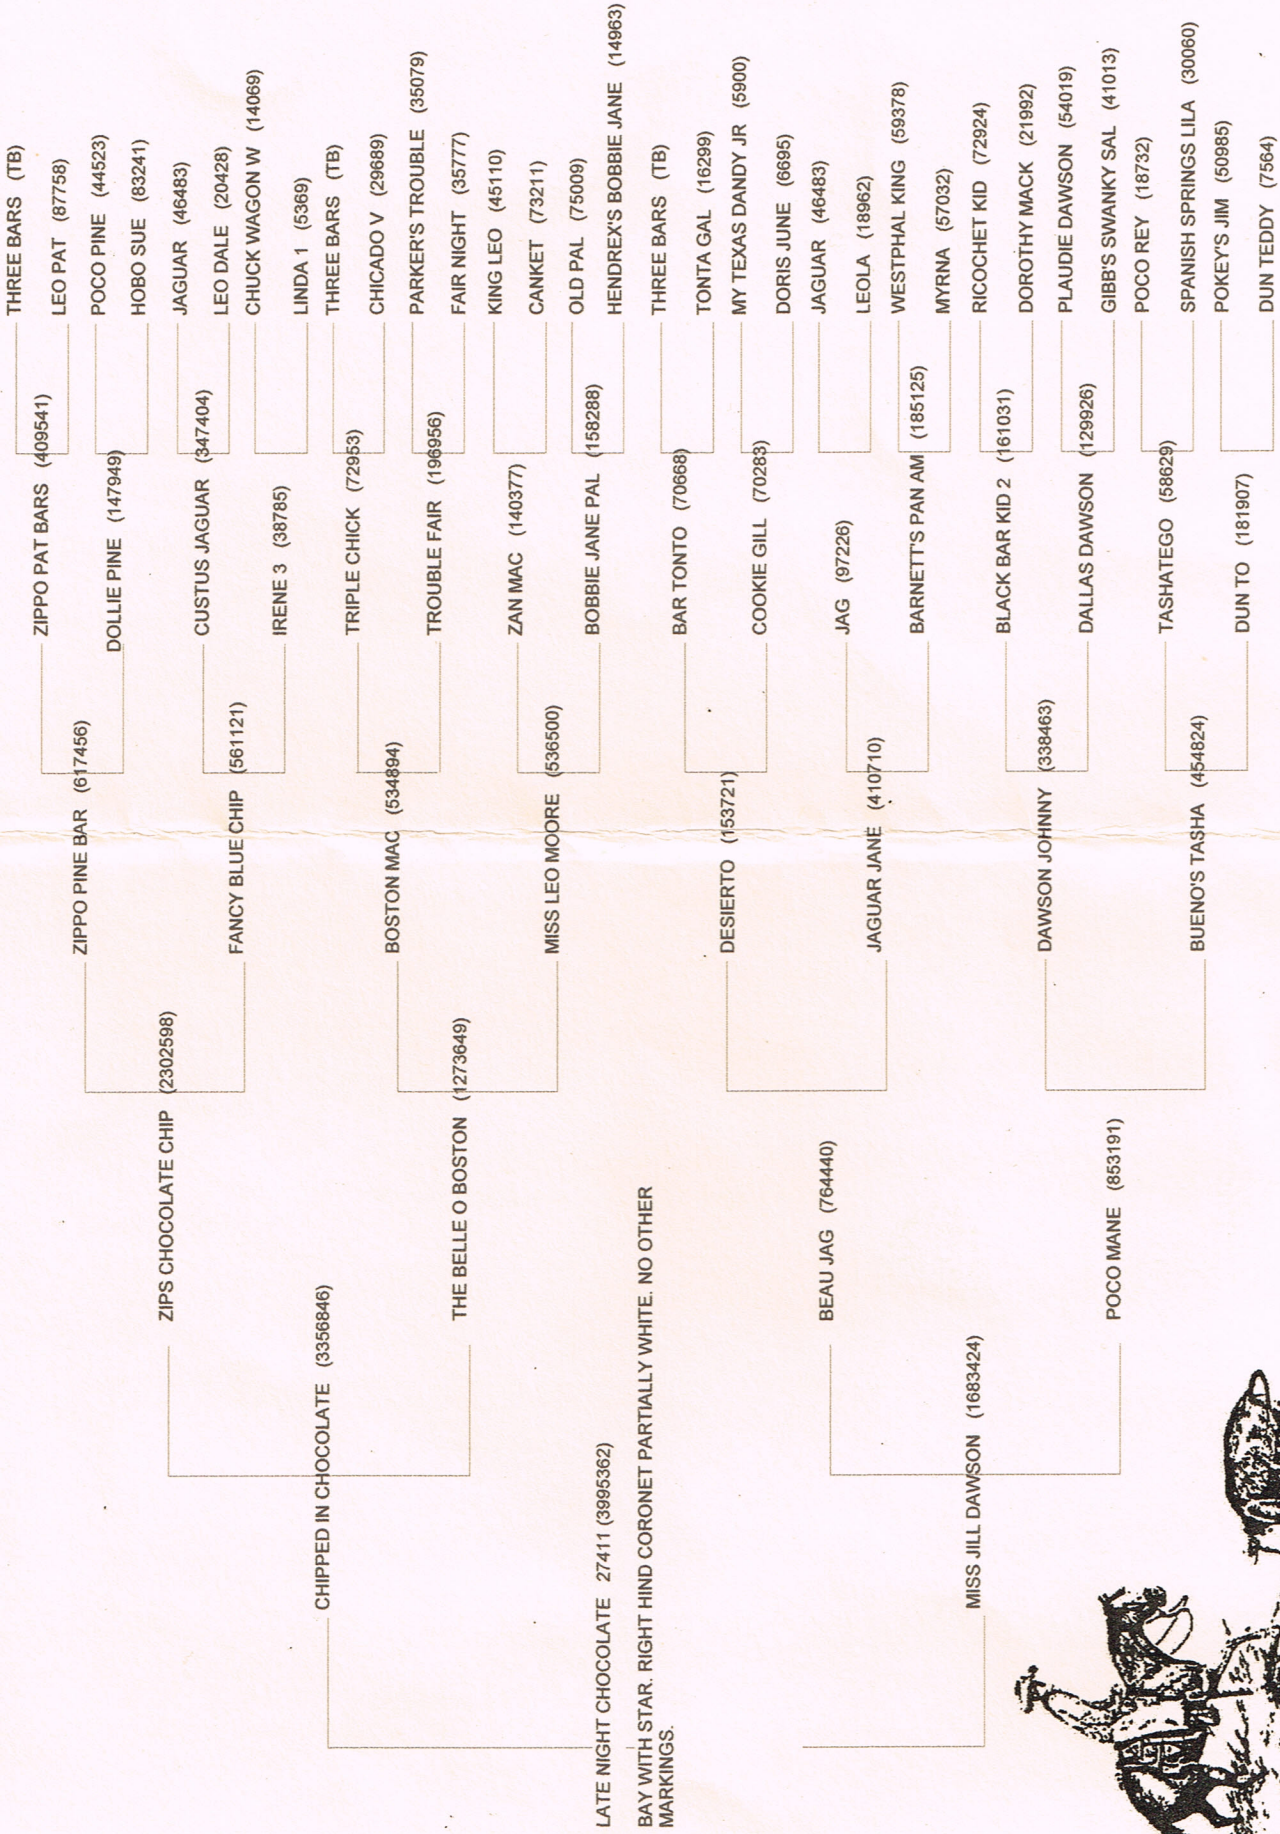 LATE NIGHT CHOCOLATE 27411 (3995362)
BAY WITH STAR. RIGHT HIND CORONET PARTIALLY WHITE. NO OTHER
MARKINGS.
CHIPPED IN CHOCOLATE (3356846)
MISS JILL DAWSON (1683424)
ZIPS CHOCOLATE CHIP (2302598)
THE BELLE O BOSTON (1273649)
BEAU JAG (764440)
POCO MANE (853191)
ZIPPO PINE BAR (617456)
FANCY BLUE CHIP (561121)
BOSTON MAC (534894)
MISS LEO MOORE (536500)
DESIERTO (153721)
JAGUAR JANE (410710)
DAWSON JOHNNY (338463)
BUENO'S TASHA (454824)
ZIPPO PAT BARS (409541)
DOLLIE PINE (147949)
CUSTUS JAGUAR (347404)
IRENE 3 (38785)
TRIPLE CHICK (72953)
TROUBLE FAIR (196956)
ZAN MAC (140377)
BOBBIE JANE PAL (158288)
BAR TONTO (70668)
COOKIE GILL (70283)
JAG (97226)
BARNETT'S PAN AM (185125)
BLACK BAR KID 2 (161031)
DALLAS DAWSON (129926)
TASHATEGO (58629)
DUN TO (181907)
THREE BARS (TB)
LEO PAT (87758)
POCO PINE (44523)
HOBO SUE (83241)
JAGUAR (46483)
LEO DALE (20428)
CHUCK WAGON W (14069)
LINDA 1 (5369)
THREE BARS (TB)
CHICADO V (29689)
PARKER'S TROUBLE (35079)
FAIR NIGHT (35777)
KING LEO (45110)
CANKET (73211)
OLD PAL (75009)
HENDREX'S BOBBIE JANE (14963)
THREE BARS (TB)
TONTA GAL (16299)
MY TEXAS DANDY JR (5900)
DORIS JUNE (6695)
JAGUAR (46483)
LEOLA (18962)
WESTPHAL KING (59378)
MYRNA (57032)
RICOCHET KID (72924)
DOROTHY MACK (21992)
PLAUDIE DAWSON (54019)
GIBB'S SWANKY SAL (41013)
POCO REY (18732)
SPANISH SPRINGS LILA (30060)
POKEY'S JIM (50985)
DUN TEDDY (7564)